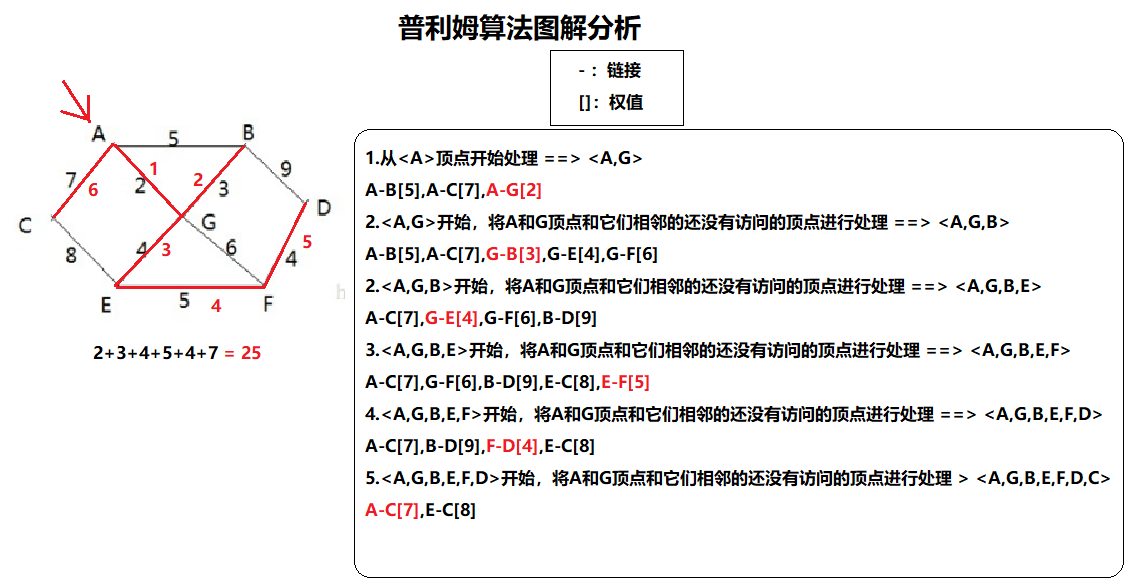 普利姆算法图解分析
- ：链接
[]：权值
A
5
B
7
6
1
2
2
3
9
C
G
D
8
4
3
6
5
4
E
5
4
F
h
2+3+4+5+4+7 = 25
1.从<A>顶点开始处理 ==> <A,G>
A-B[5],A-C[7],A-G[2]
2.<A,G>开始，将A和G顶点和它们相邻的还没有访问的顶点进行处理 ==> <A,G,B>
A-B[5],A-C[7],G-B[3],G-E[4],G-F[6]
2.<A,G,B>开始，将A和G顶点和它们相邻的还没有访问的顶点进行处理 ==> <A,G,B,E>
A-C[7],G-E[4],G-F[6],B-D[9]
3.<A,G,B,E>开始，将A和G顶点和它们相邻的还没有访问的顶点进行处理 ==> <A,G,B,E,F>
A-C[7],G-F[6],B-D[9],E-C[8],E-F[5]
4.<A,G,B,E,F>开始，将A和G顶点和它们相邻的还没有访问的顶点进行处理 ==> <A,G,B,E,F,D>
A-C[7],B-D[9],F-D[4],E-C[8]
5.<A,G,B,E,F,D>开始，将A和G顶点和它们相邻的还没有访问的顶点进行处理 > <A,G,B,E,F,D,C>
A-C[7],E-C[8]